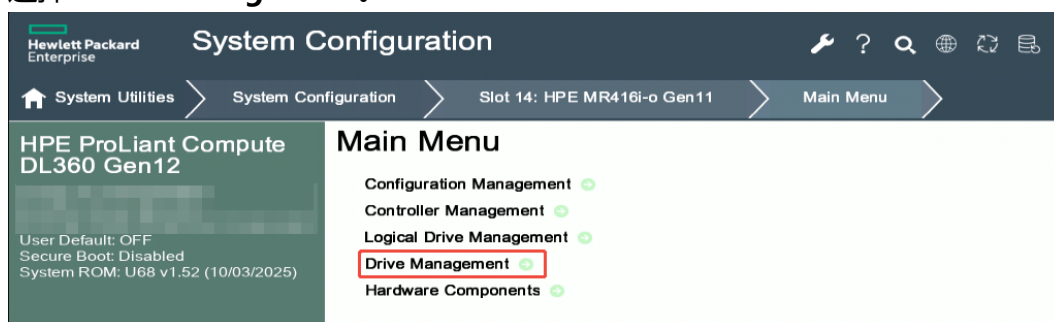 Hewlett Packard
Enterprise
System Configuration
System Utilities
System Configuration
Slot 14: HPE MR416i-o Gen11
Main Menu
HPE ProLiant Compute
DL360 Gen12
User Default: OFF
Secure Boot: Disabled
System ROM: U68 v1.52 (10/03/2025)
Main Menu
Configuration Management
Controller Management
Logical Drive Management
Drive Management
Hardware Components